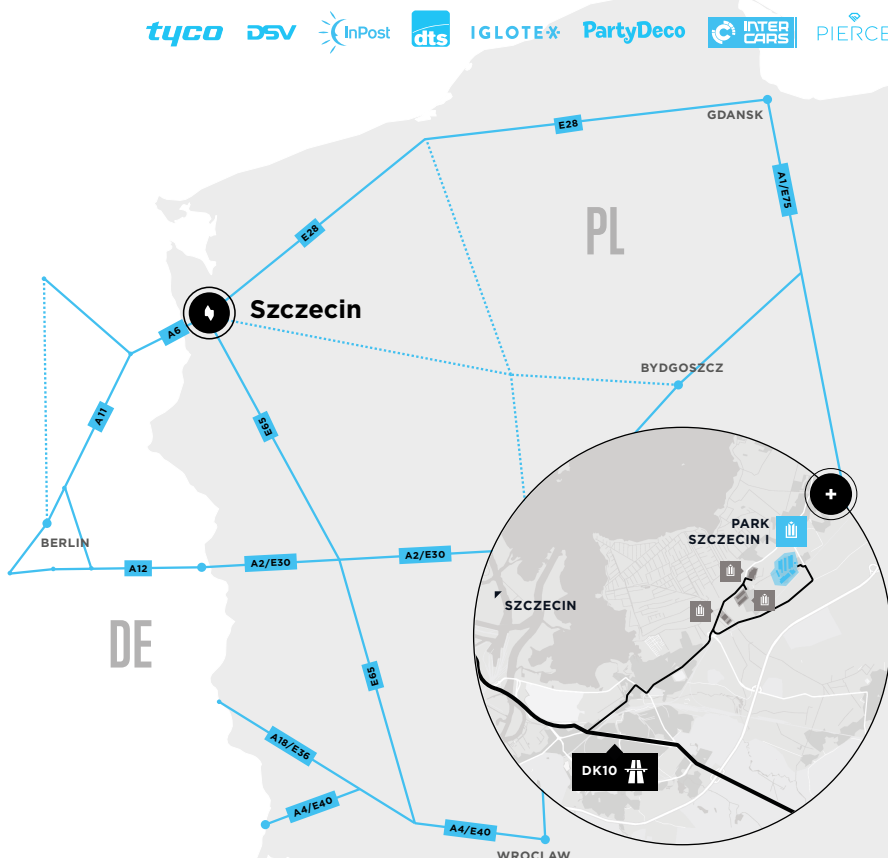 tyco DSV InPost dts IGLOTEX PartyDeco INTER CARS PIERCE
GDANSK
E28
A1/E75
PL
E28
Szczecin
A6
BYDGOSZCZ
A11
E65
PARK
SZCZECIN I
BERLIN
A12
A2/E30
A2/E30
SZCZECIN
DE
E65
A18/E36
DK10
A4/E40
A4/E40
WROCLAW